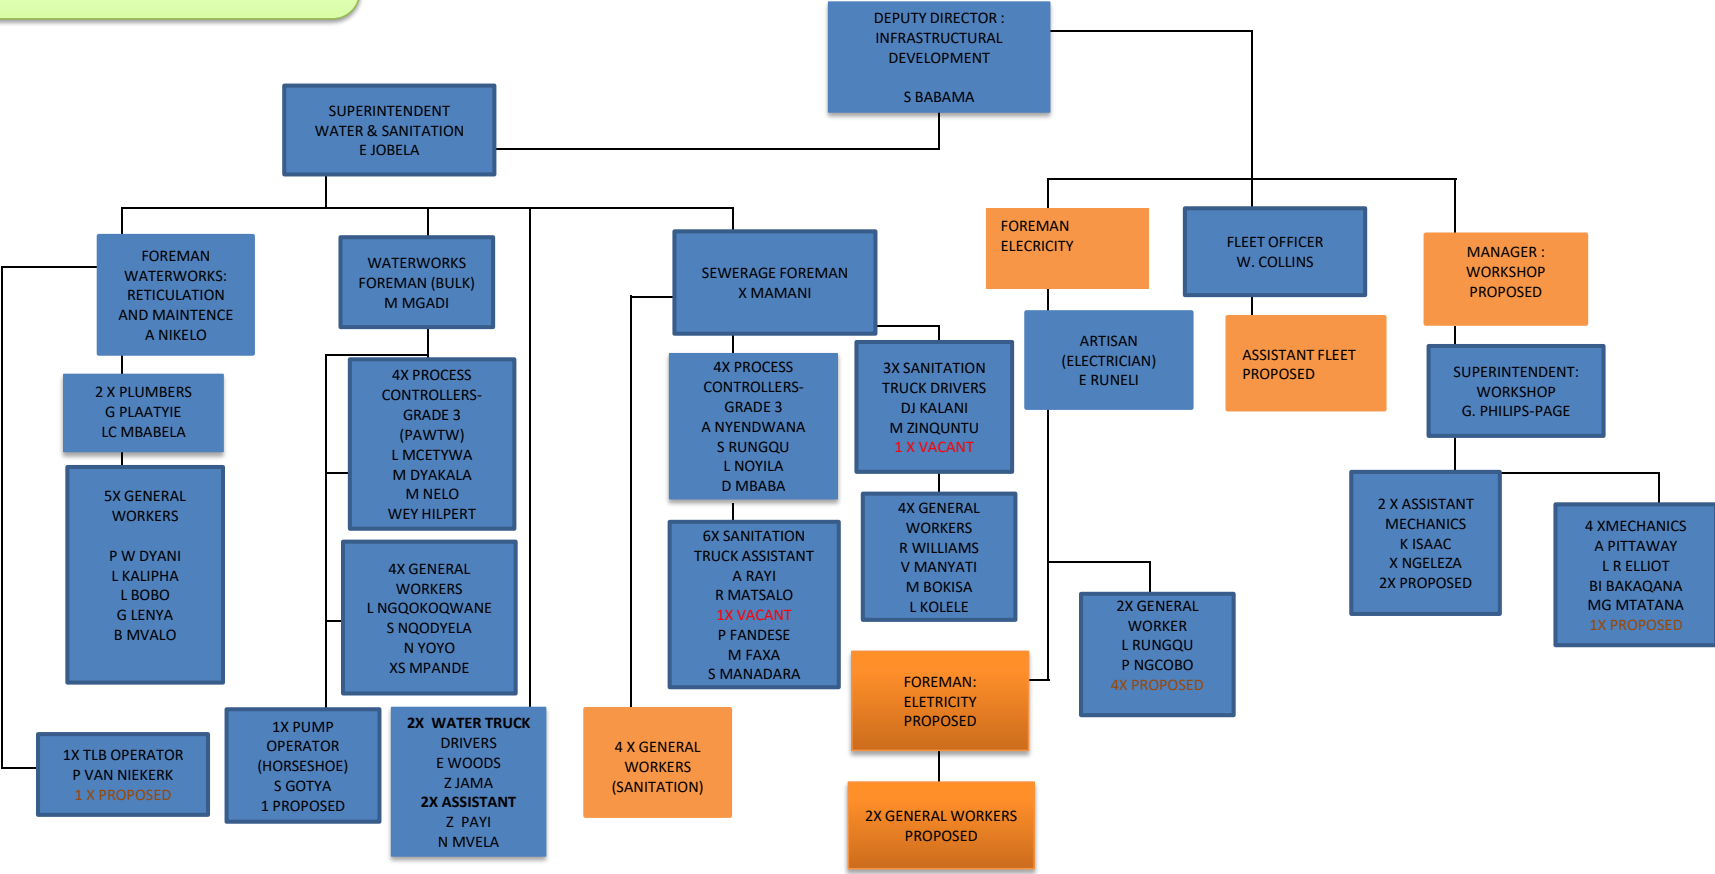 DEPUTY DIRECTOR :
INFRASTRUCTURAL
DEVELOPMENT
S BABAMA
SUPERINTENDENT
WATER & SANITATION
E JOBELA
FOREMAN
WATERWORKS:
RETICULATION
AND MAINTENCE
A NIKELO
WATERWORKS
FOREMAN (BULK)
M MGADI
SEWERAGE FOREMAN
X MAMANI
FOREMAN
ELECRICITY
FLEET OFFICER
W. COLLINS
MANAGER :
WORKSHOP
PROPOSED
2 X PLUMBERS
G PLAATYIE
LC MBABELA
4X PROCESS
CONTROLLERS-
GRADE 3
(PAWTW)
L MCETYWA
M DYAKALA
M NELO
WEY HILPERT
4X PROCESS
CONTROLLERS-
GRADE 3
A NYENDWANA
S RUNGQU
L NOYILA
D MBABA
3X SANITATION
TRUCK DRIVERS
DJ KALANI
M ZINQUNTU
1 X VACANT
ARTISAN
(ELECTRICIAN)
E RUNELI
ASSISTANT FLEET
PROPOSED
SUPERINTENDENT:
WORKSHOP
G. PHILIPS-PAGE
5X GENERAL
WORKERS
P W DYANI
L KALIPHA
L BOBO
G LENYA
B MVALO
4X GENERAL
WORKERS
L NGQOKOQWANE
S NQODYELA
N YOYO
XS MPANDE
6X SANITATION
TRUCK ASSISTANT
A RAYI
R MATSALO
1X VACANT
P FANDESE
M FAXA
S MANADARA
4X GENERAL
WORKERS
R WILLIAMS
V MANYATI
M BOKISA
L KOLELE
2 X ASSISTANT
MECHANICS
K ISAAC
X NGELEZA
2X PROPOSED
4 XMECHANICS
A PITTAWAY
L R ELLIOT
BI BAKAQANA
MG MTATANA
1X PROPOSED
2X GENERAL
WORKER
L RUNGQU
P NGCOBO
4X PROPOSED
FOREMAN:
ELETRICITY
PROPOSED
1X TLB OPERATOR
P VAN NIEKERK
1 X PROPOSED
1X PUMP
OPERATOR
(HORSESHOE)
S GOTYA
1 PROPOSED
2X  WATER TRUCK
DRIVERS
E WOODS
Z JAMA
2X ASSISTANT
Z  PAYI
N MVELA
4 X GENERAL
WORKERS
(SANITATION)
2X GENERAL WORKERS
PROPOSED